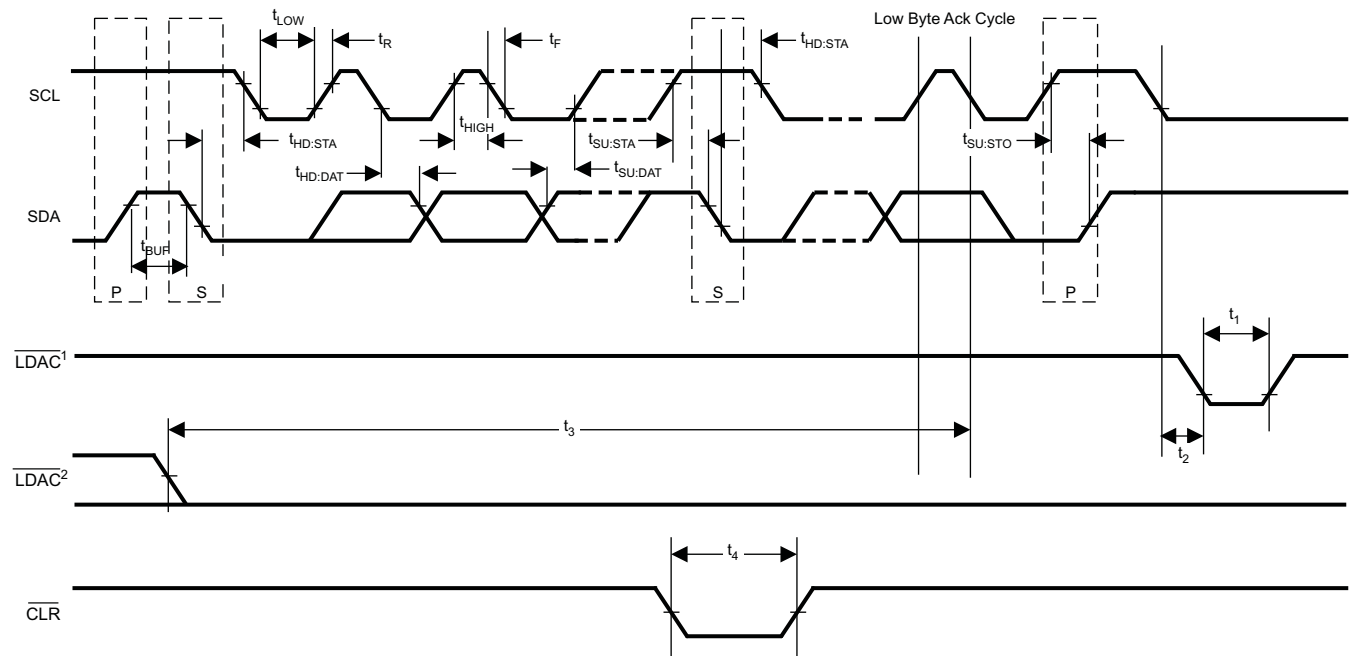 Low Byte Ack Cycle
tLOW
tR
tF
tHD:STA
SCL
tHD:STA
tHIGH
tSU:STA
tSU:STO
tHD:DAT
tSU:DAT
SDA
tBUF
P
S
S
P
t1
LDAC1
t3
t2
LDAC2
t4
CLR